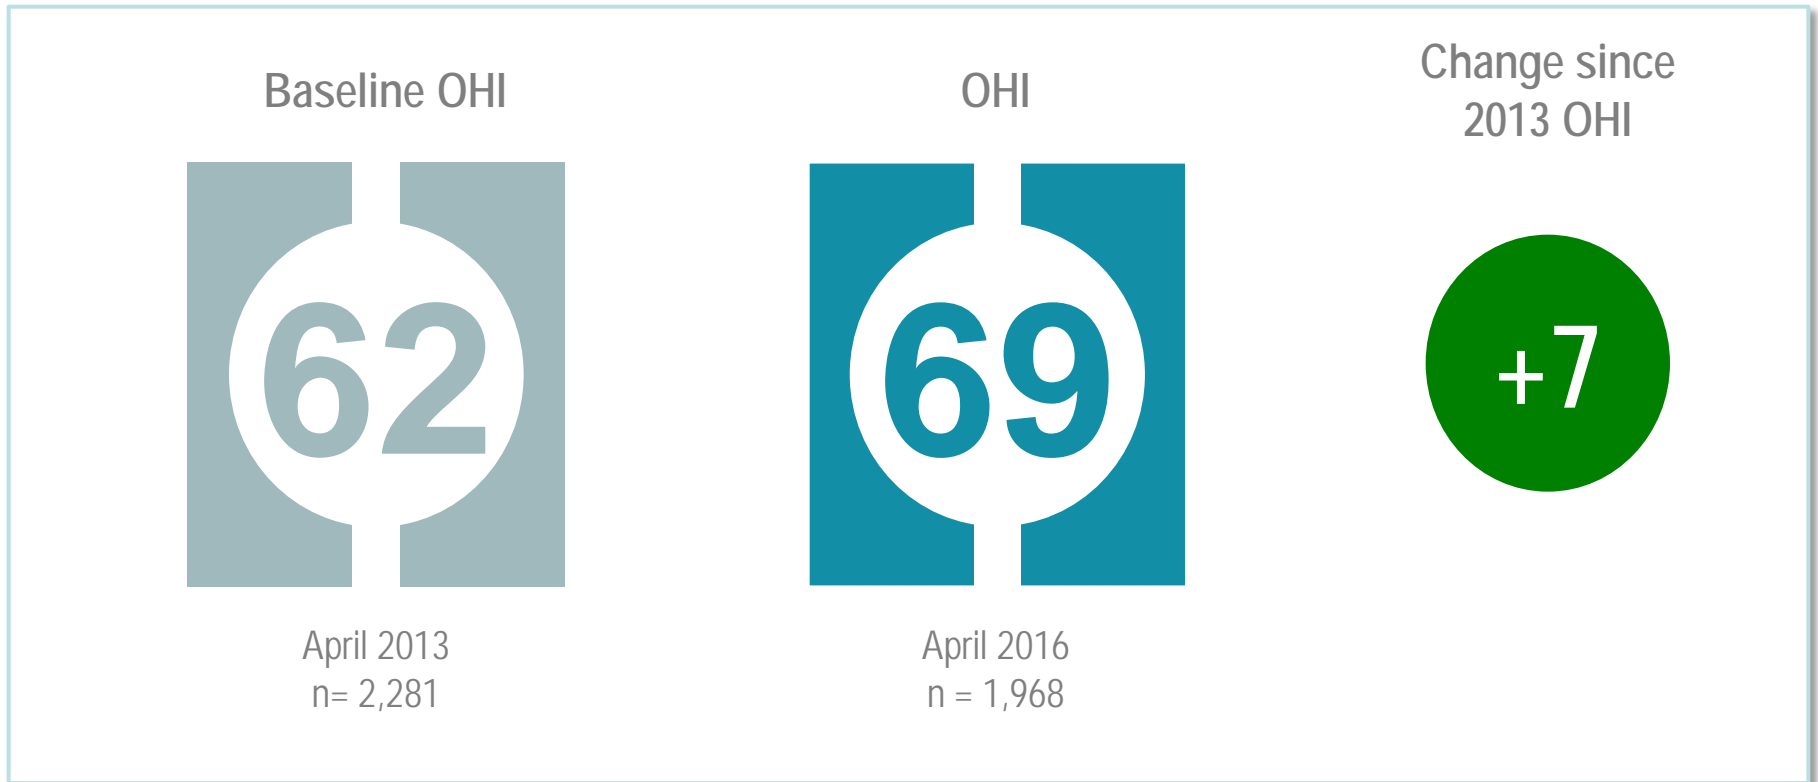 Baseline OHI
62
April 2013
n= 2,281
OHI
69
April 2016
n = 1,968
Change since
2013 OHI
+7